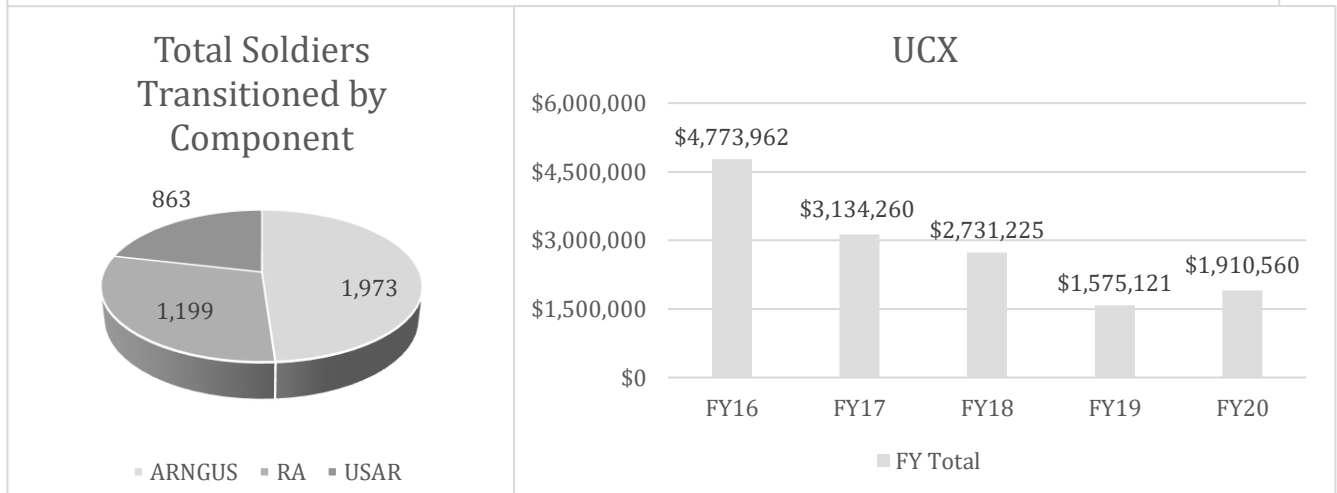 Total Soldiers
Transitioned by
Component
863
1,973
1,199
ARNGUS RA USAR
UCX
$6,000,000
$4,773,962
$4,500,000
$3,134,260
$3,000,000
$2,731,225
$1,575,121
$1,910,560
$1,500,000
$0
FY16 FY17 FY18 FY19 FY20
FY Total